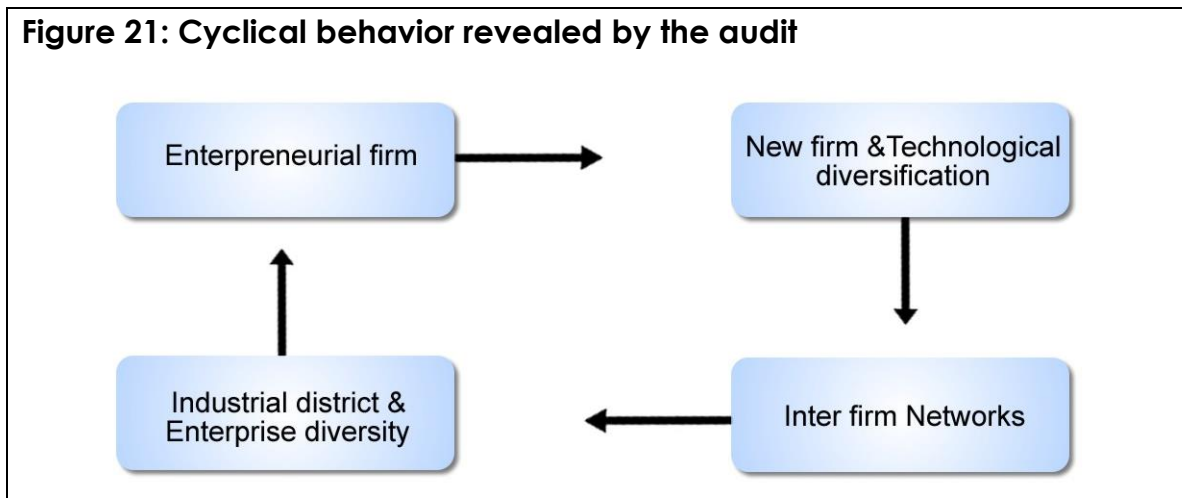 Figure 21: Cyclical behavior revealed by the audit
Enterpreneurial firm
New firm &Technological
diversification
Industrial district &
Enterprise diversity
Inter firm Networks